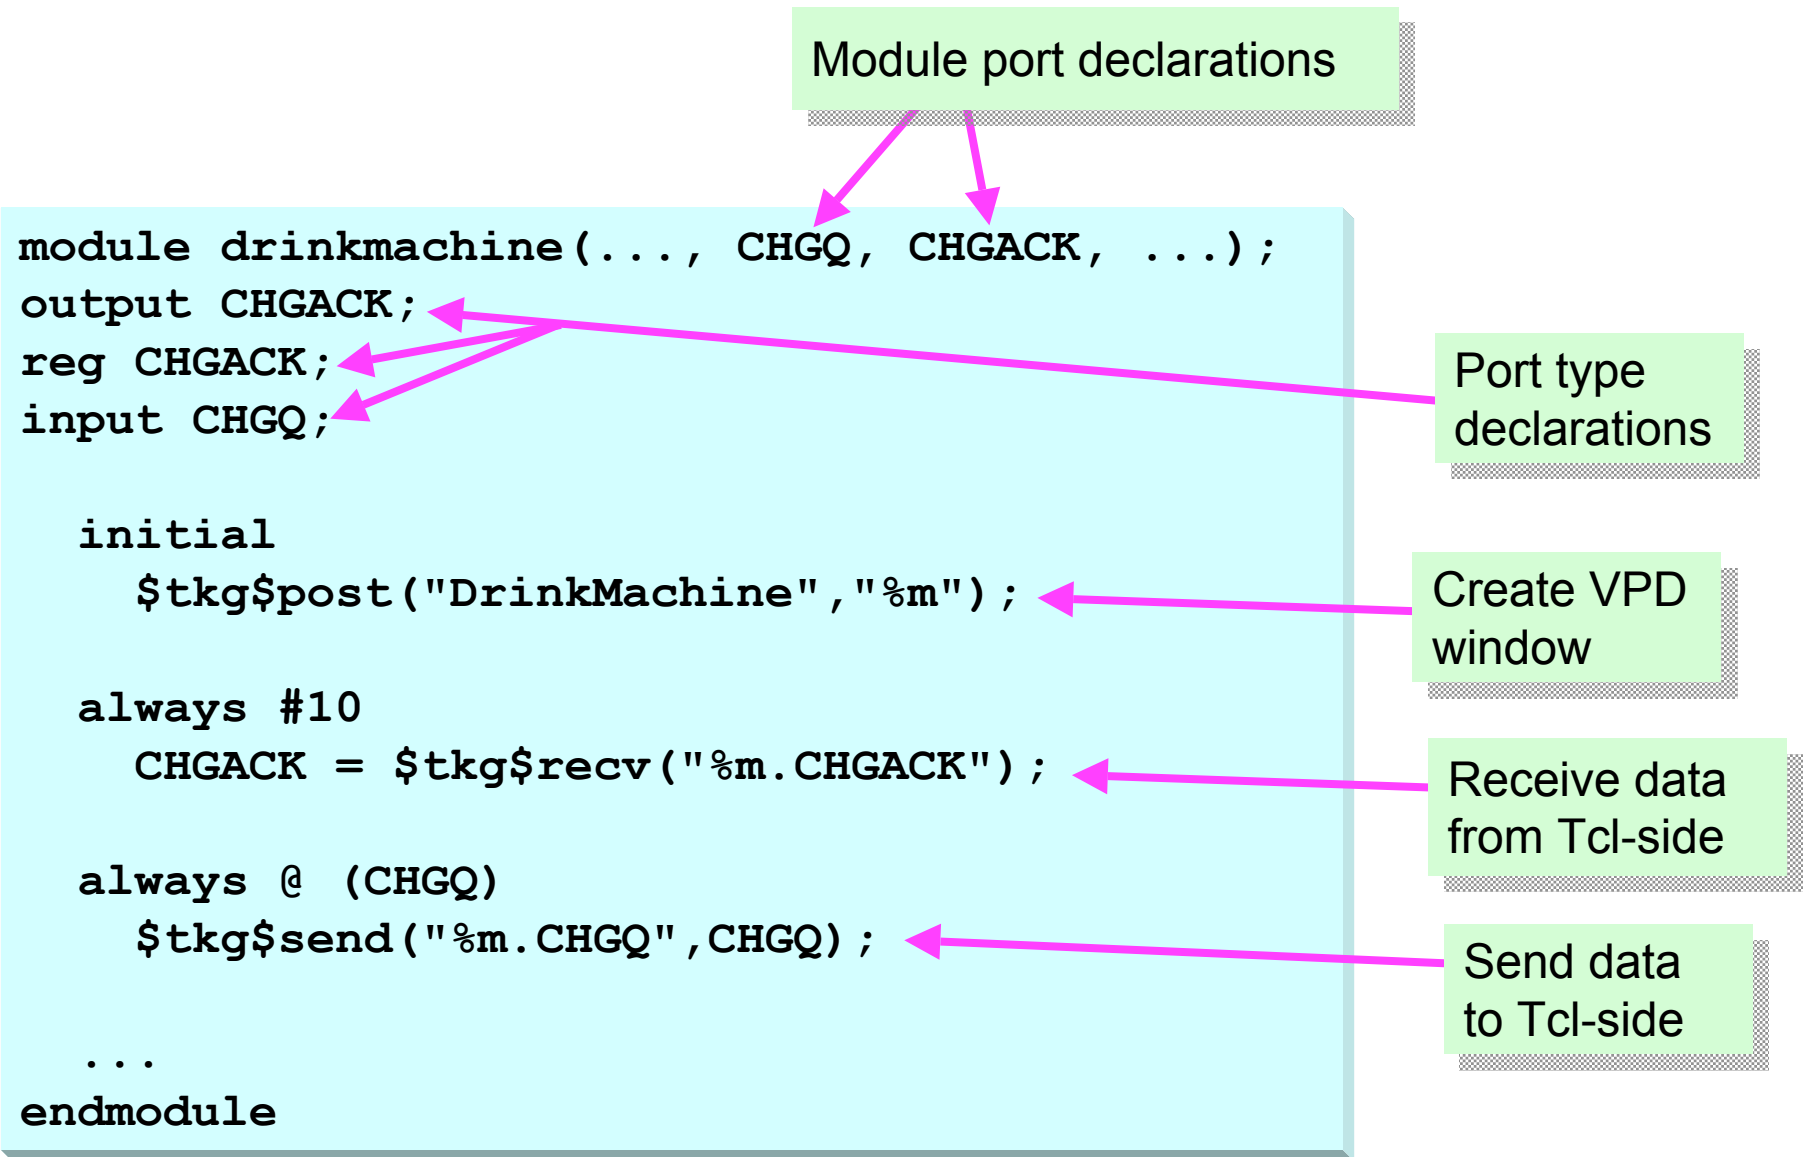 Module port declarations
module drinkmachine(..., CHGQ, CHGACK, ...);
output CHGACK;
reg CHGACK;
input CHGQ;
Port type
declarations
initial
$tkg$post("DrinkMachine","%m");
Create VPD
window
always #10
CHGACK = $tkg$recv("%m.CHGACK");
Receive data
from Tcl-side
always @ (CHGQ)
$tkg$send("%m.CHGQ",CHGQ);
Send data
to Tcl-side
...
endmodule